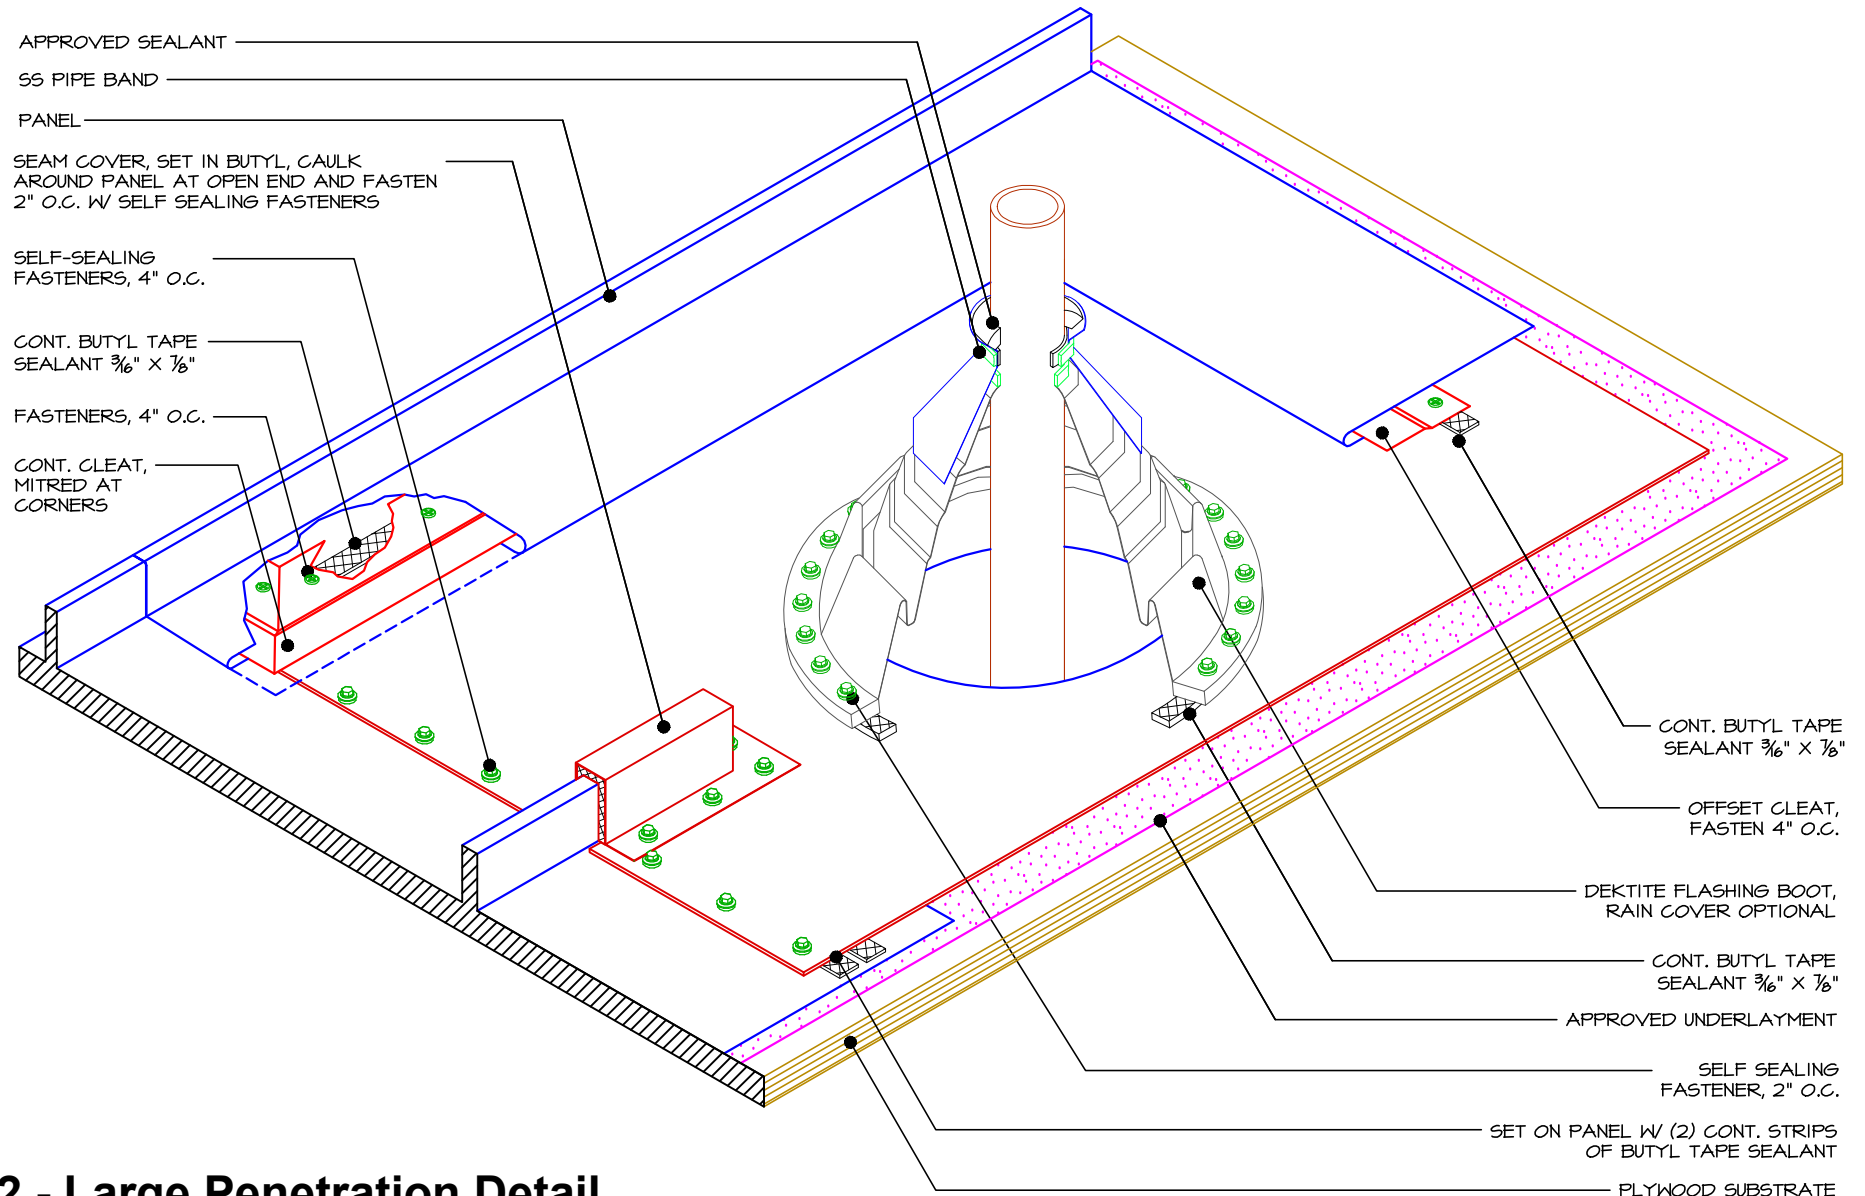 APPROVED SEALANT
SS PIPE BAND
PANEL
SEAM COVER, SET IN BUTYL, CAULK
AROUND PANEL AT OPEN END AND FASTEN
2" O.C. W/ SELF SEALING FASTENERS
SELF-SEALING
FASTENERS, 4" O.C.
CONT. BUTYL TAPE
SEALANT 3/16" X 7/8"
FASTENERS, 4" O.C.
CONT. CLEAT,
MITRED AT
CORNERS
CONT. BUTYL TAPE
SEALANT 3/16" X 7/8"
OFFSET CLEAT,
FASTEN 4" O.C.
DEKTITE FLASHING BOOT,
RAIN COVER OPTIONAL
CONT. BUTYL TAPE
SEALANT 3/16" X 7/8"
APPROVED UNDERLAYMENT
SELF SEALING
FASTENER, 2" O.C.
SET ON PANEL W/ (2) CONT. STRIPS
OF BUTYL TAPE SEALANT
PLYWOOD SUBSTRATE
2 - Large Penetration Detail